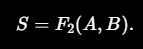 S = F₂(A, B).